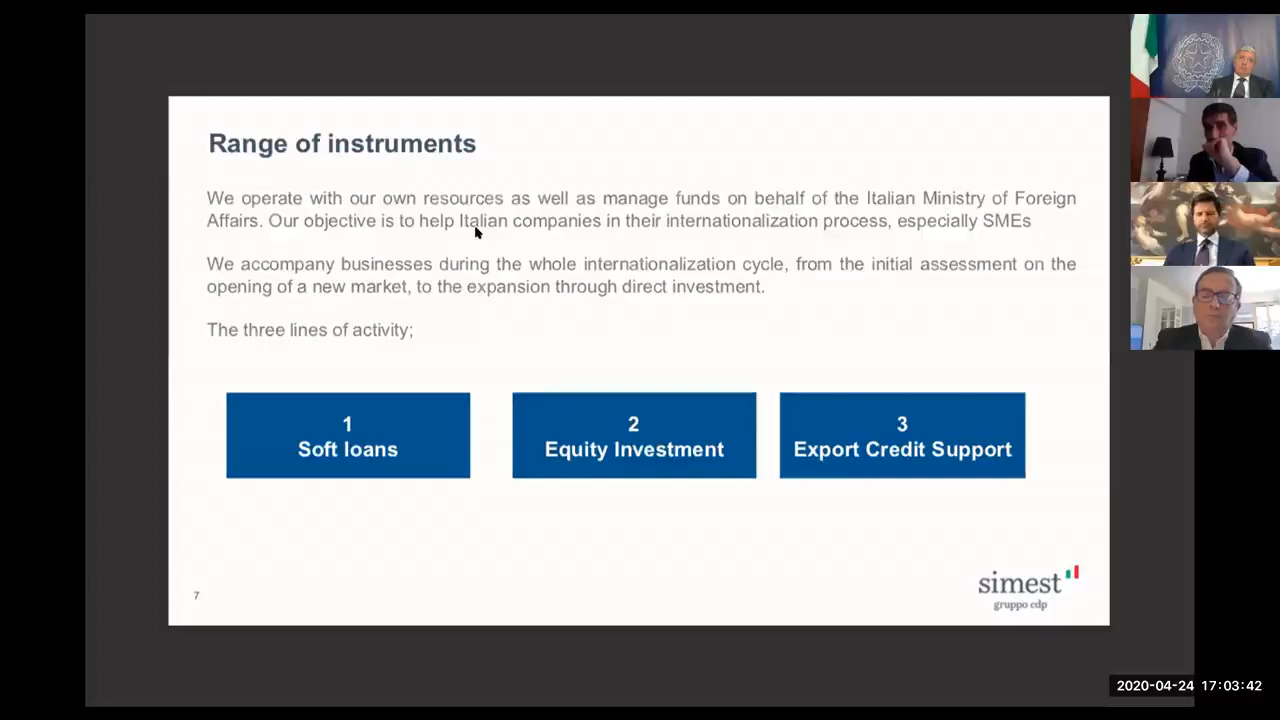 Range of instruments
We operate with our own resources as well as manage funds on behalf of the Italian Ministry of Foreign
Affairs. Our objective is to help Italian companies in their internationalization process, especially SMEs
We accompany businesses during the whole internationalization cycle, from the initial assessment on the
opening of a new market, to the expansion through direct investment.
The three lines of activity;
1
Soft loans
2
Equity Investment
3
Export Credit Support
7
simest
gruppo cdp
2020-04-24 17:03:42